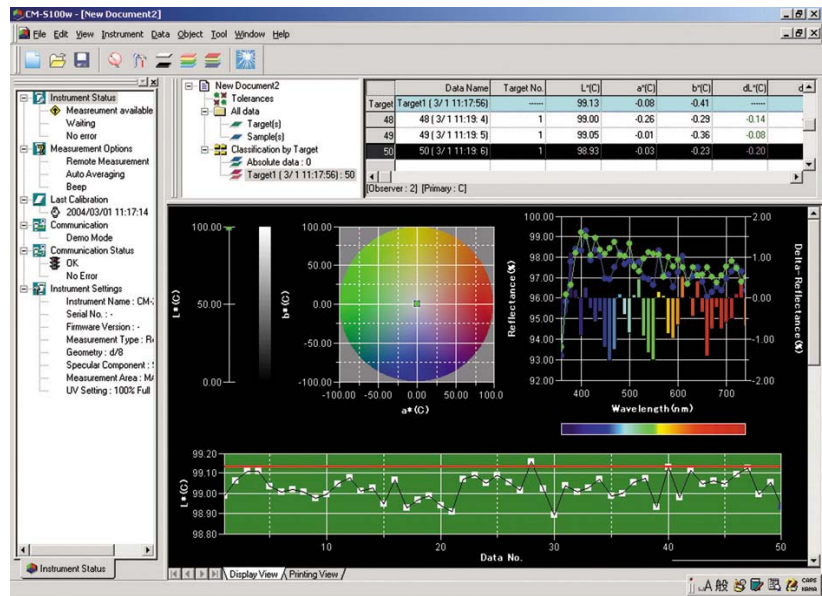 CM-S100w - [New Document2]
File Edit View Instrument Data Object Tool Window Help
Instrument Status
Measreument available
Waiting
No error
Measurement Options
Remote Measurement
Auto Averaging
Beep
Last Calibration
2004/03/01 11:17:14
Communication
Demo Mode
Communication Status
OK
No Error
Instrument Settings
Instrument Name : CM-
Serial No. : -
Firmware Version : -
Measurement Type : R
Geometry : d/8
Specular Component :
Measurement Area : M
UV Setting : 100% Full
Instrument Status
New Document2
Tolerances
All data
Target(s)
Sample(s)
Classification by Target
Absolute data : 0
Target1 ( 3/ 1 11:17:56) : 50
Data Name Target No. L*(C) a*(C) b*(C) dL*(C) d
Target Target1 ( 3/ 1 11:17:56) ------ 99.13 -0.08 -0.41 ------
48 48 ( 3/ 1 11:19: 4) 1 99.00 -0.26 -0.29 -0.14
49 49 ( 3/ 1 11:19: 5) 1 99.05 -0.01 -0.36 -0.08
50 50 ( 3/ 1 11:19: 6) 1 98.93 -0.03 -0.23 -0.20
[Observer : 2] [Primary : C]
L*(C)
100.00
50.00
0.00
b*(C)
100.00
50.00
0.00
-50.00
-100.00
-100.00 -50.00 0.00 50.00 100.0
a*(C)
Reflectance(%)
100.00
99.00
98.00
97.00
96.00
95.00
94.00
93.00
92.00
2.00
1.00
0.00
-1.00
-2.00
Delta-Reflectance(%)
400 500 600 700
Wavelength(nm)
L*(C)
99.20
99.10
99.00
98.90
98.80
10 20 30 40 50
Data No.
Display View Printing View
A 般 CAPS
KANA